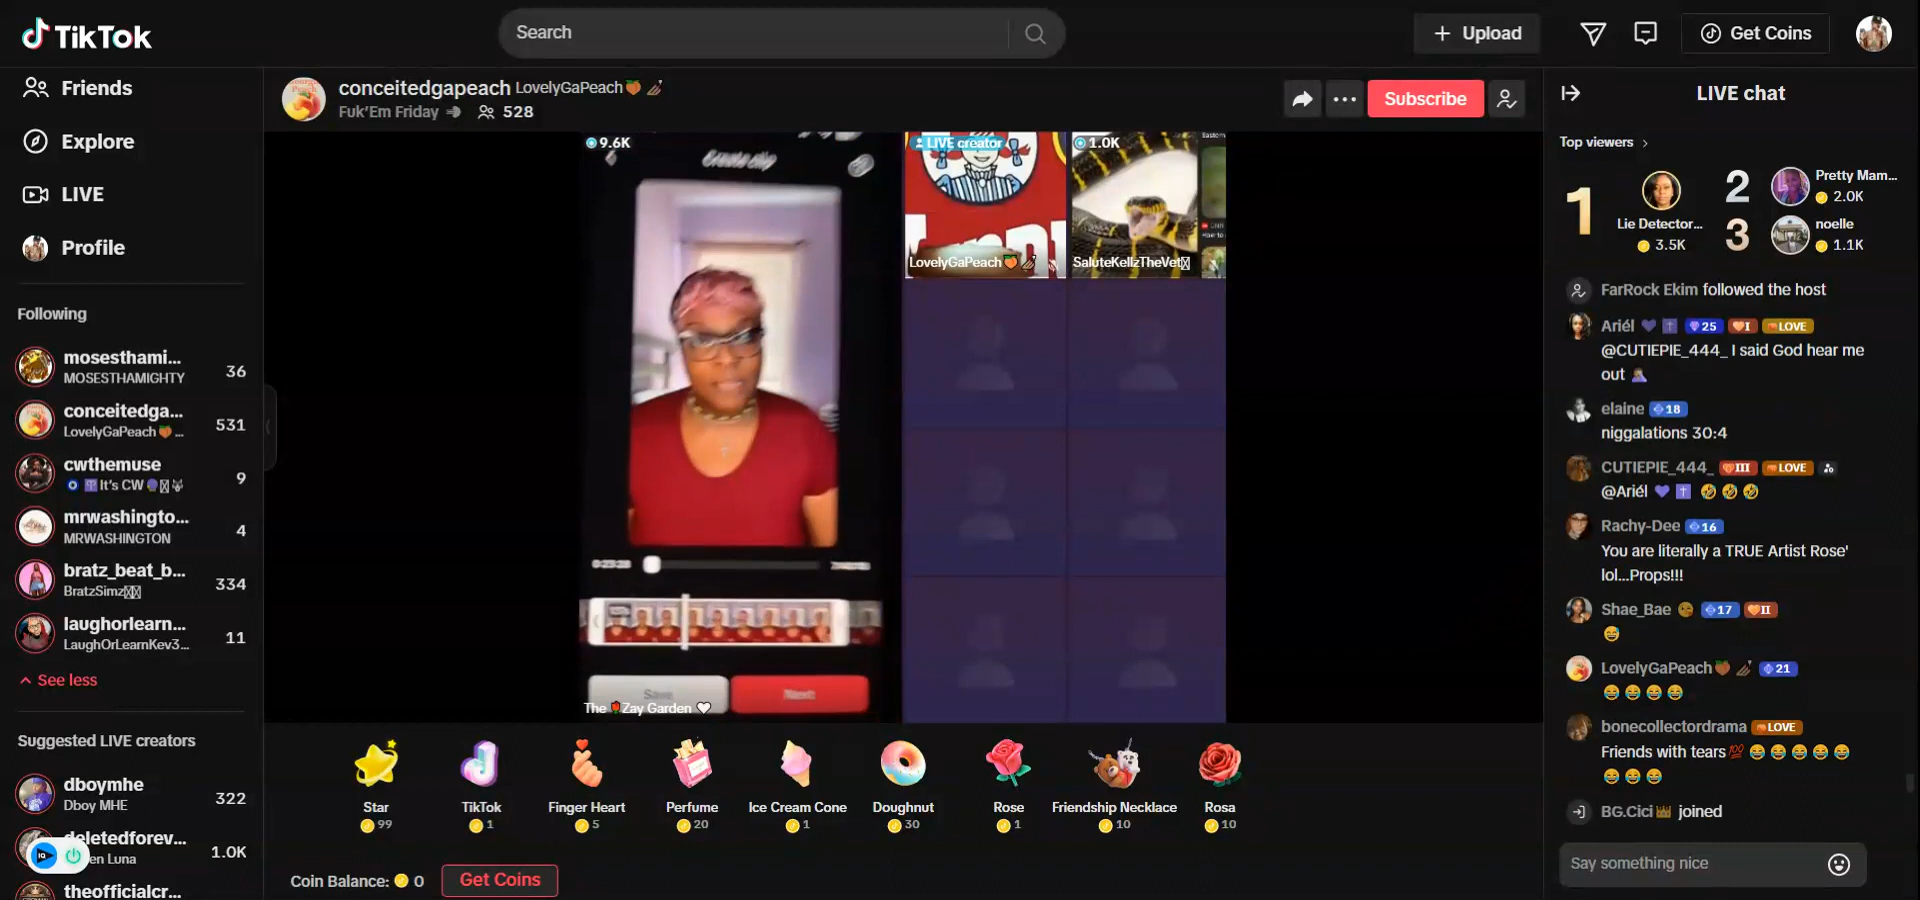 TikTok
Search
Upload
Get Coins
Friends
Explore
LIVE
Profile
Following
mosesthami...
MOSESTHAMIGHTY
36
conceitedga...
LovelyGaPeach🍑 ...
531
cwthemuse
It's CW
9
mrwashingto...
MRWASHINGTON
4
bratz_beat_b...
BratzSimz
334
laughorlearn...
LaughOrLearnKev3...
11
See less
Suggested LIVE creators
dboymhe
Dboy MHE
322
deletedforev...
en Luna
1.0K
theofficialcr...
conceitedgapeach LovelyGaPeach🍑💅🏾
Fuk'Em Friday 💨 528
Subscribe
9.6K
Save
Next
The 🌹Zay Garden 🤍
LIVE creator
LovelyGaPeach🍑💅🏾
1.0K
SaluteKellzTheVet
Star
99
TikTok
1
Finger Heart
5
Perfume
20
Ice Cream Cone
1
Doughnut
30
Rose
1
Friendship Necklace
10
Rosa
10
Coin Balance: 0
Get Coins
LIVE chat
Top viewers >
1
Lie Detector...
3.5K
2
Pretty Mam...
2.0K
3
noelle
1.1K
FarRock Ekim followed the host
Ariél 💜 ✝️ 25 I LOVE
@CUTIEPIE_444_ I said God hear me
out 🤦🏾‍♀️
elaine 18
niggalations 30:4
CUTIEPIE_444_ III LOVE
@Ariél 💜 ✝️ 🤣 🤣 🤣
Rachy-Dee 16
You are literally a TRUE Artist Rose'
lol...Props!!!
Shae_Bae 😘 17 II
😅
LovelyGaPeach🍑💅🏾 21
😂 😂 😂 😂
bonecollectordrama LOVE
Friends with tears💯 😂 😂 😂 😂 😂
😂 😂 😂
BG.Cici👑 joined
Say something nice